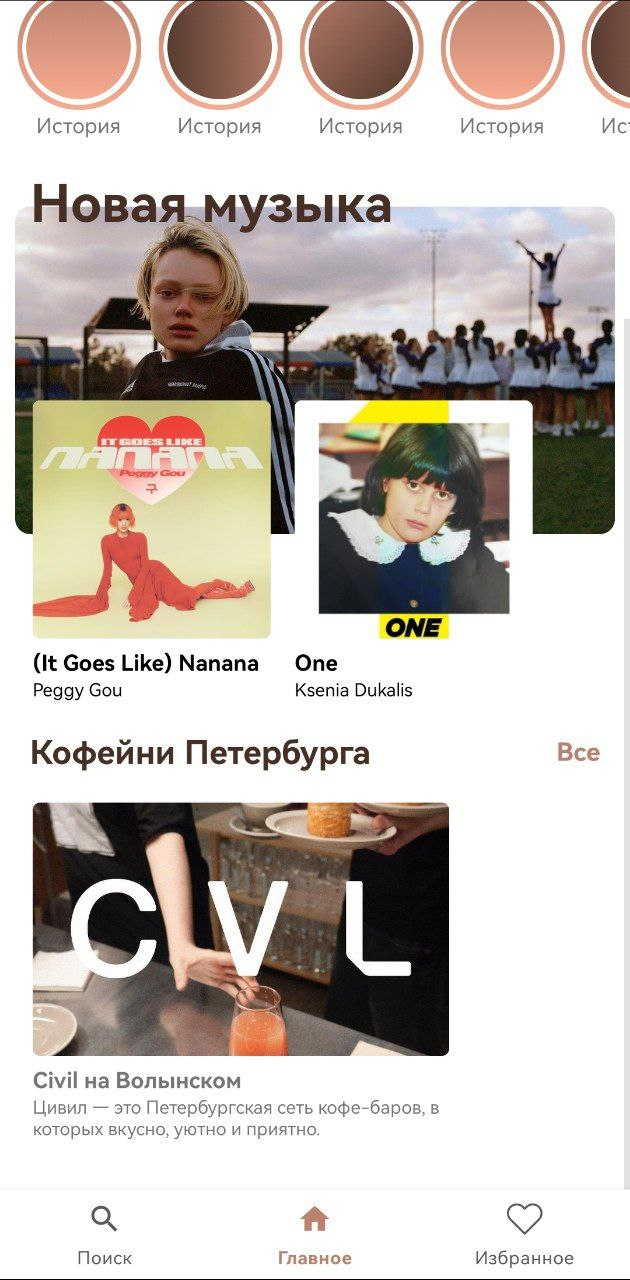 История История История История Ист
Новая музыка
IT GOES LIKE
NANANA
Peggy Gou
구
ONE
(It Goes Like) Nanana One
Peggy Gou Ksenia Dukalis
Кофейни Петербурга Все
CVL
Civil на Волынском
Цивил — это Петербургская сеть кофе-баров, в
которых вкусно, уютно и приятно.
Поиск Главное Избранное